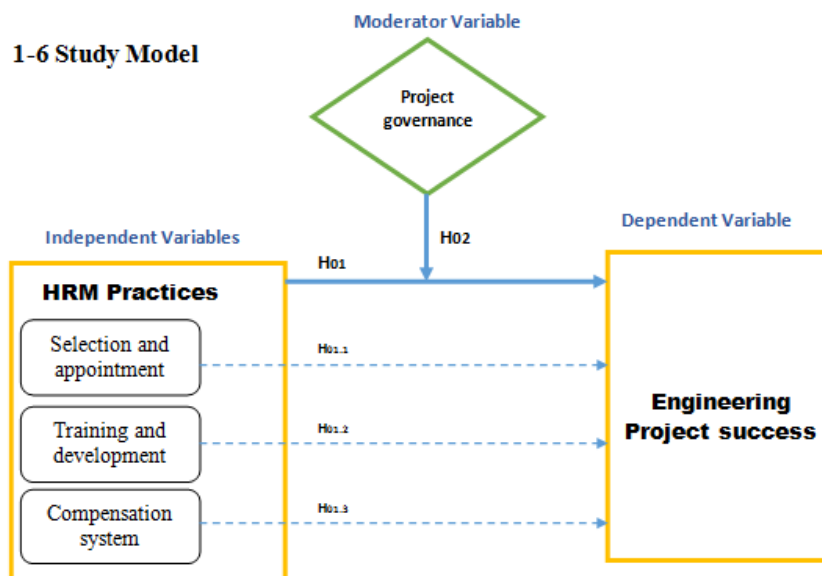 Moderator Variable
1-6 Study Model
Project
governance
Dependent Variable
Independent Variables
H02
H01
HRM Practices
Selection and
appointment
H01.1
Training and
development
H01.2
Engineering
Project success
Compensation
system
H01.3